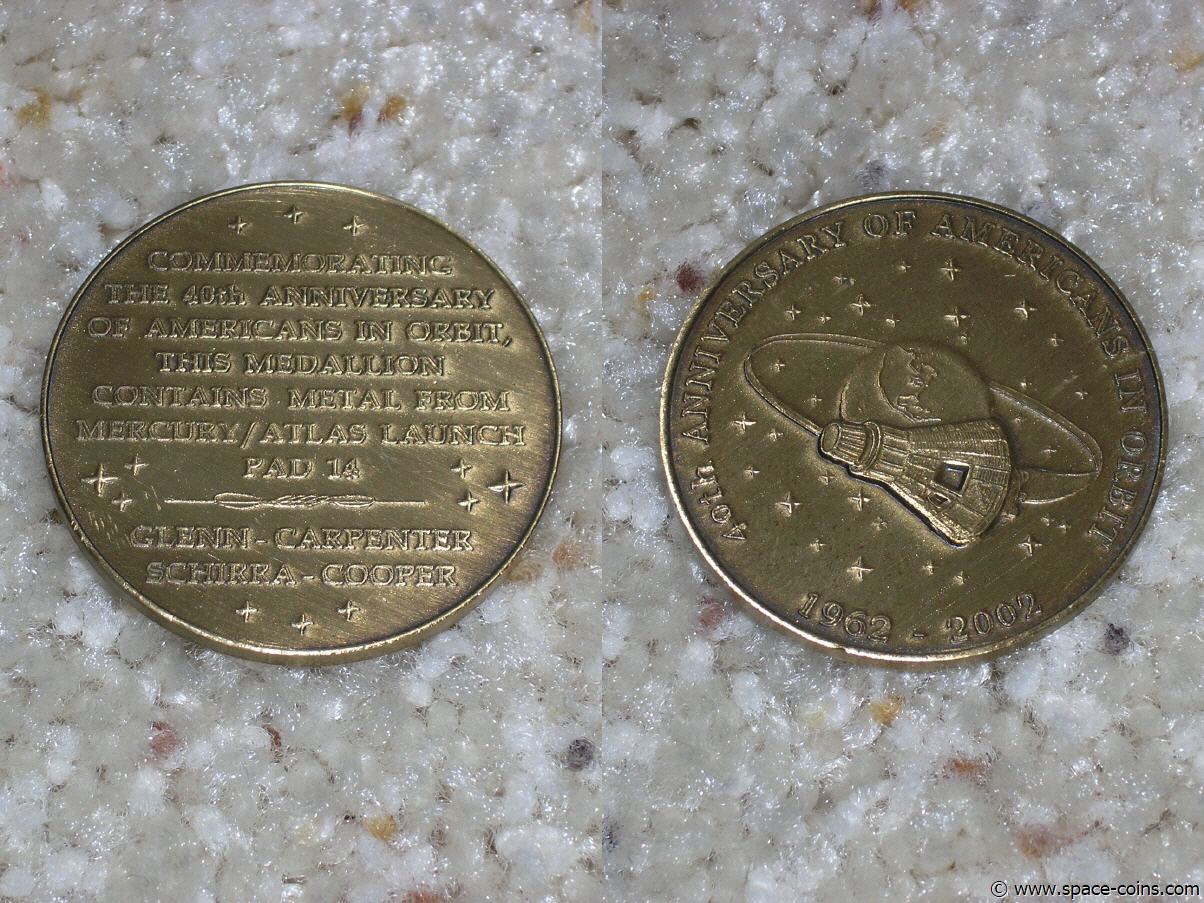 COMMEMORATING
THE 40th ANNIVERSARY
OF AMERICANS IN ORBIT,
THIS MEDALLION
CONTAINS METAL FROM
MERCURY/ATLAS LAUNCH
PAD 14
GLENN - CARPENTER
SCHIRRA - COOPER
40th ANNIVERSARY OF AMERICANS IN ORBIT
1962 - 2002
© www.space-coins.com